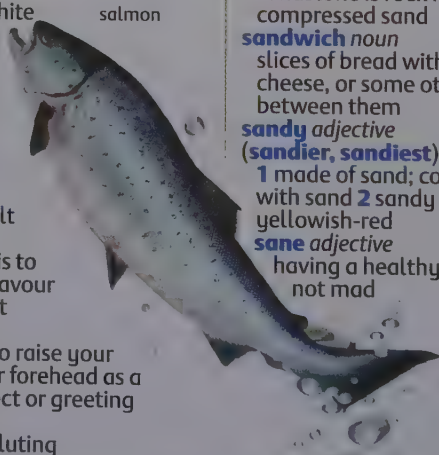 hite
salmon
lt
is to
avour
t
o raise your
r forehead as a
ct or greeting
luting
compressed sand
sandwich noun
slices of bread with
cheese, or some ot
between them
sandy adjective
(sandier, sandiest)
1 made of sand; co
with sand 2 sandy
yellowish-red
sane adjective
having a healthy
not mad